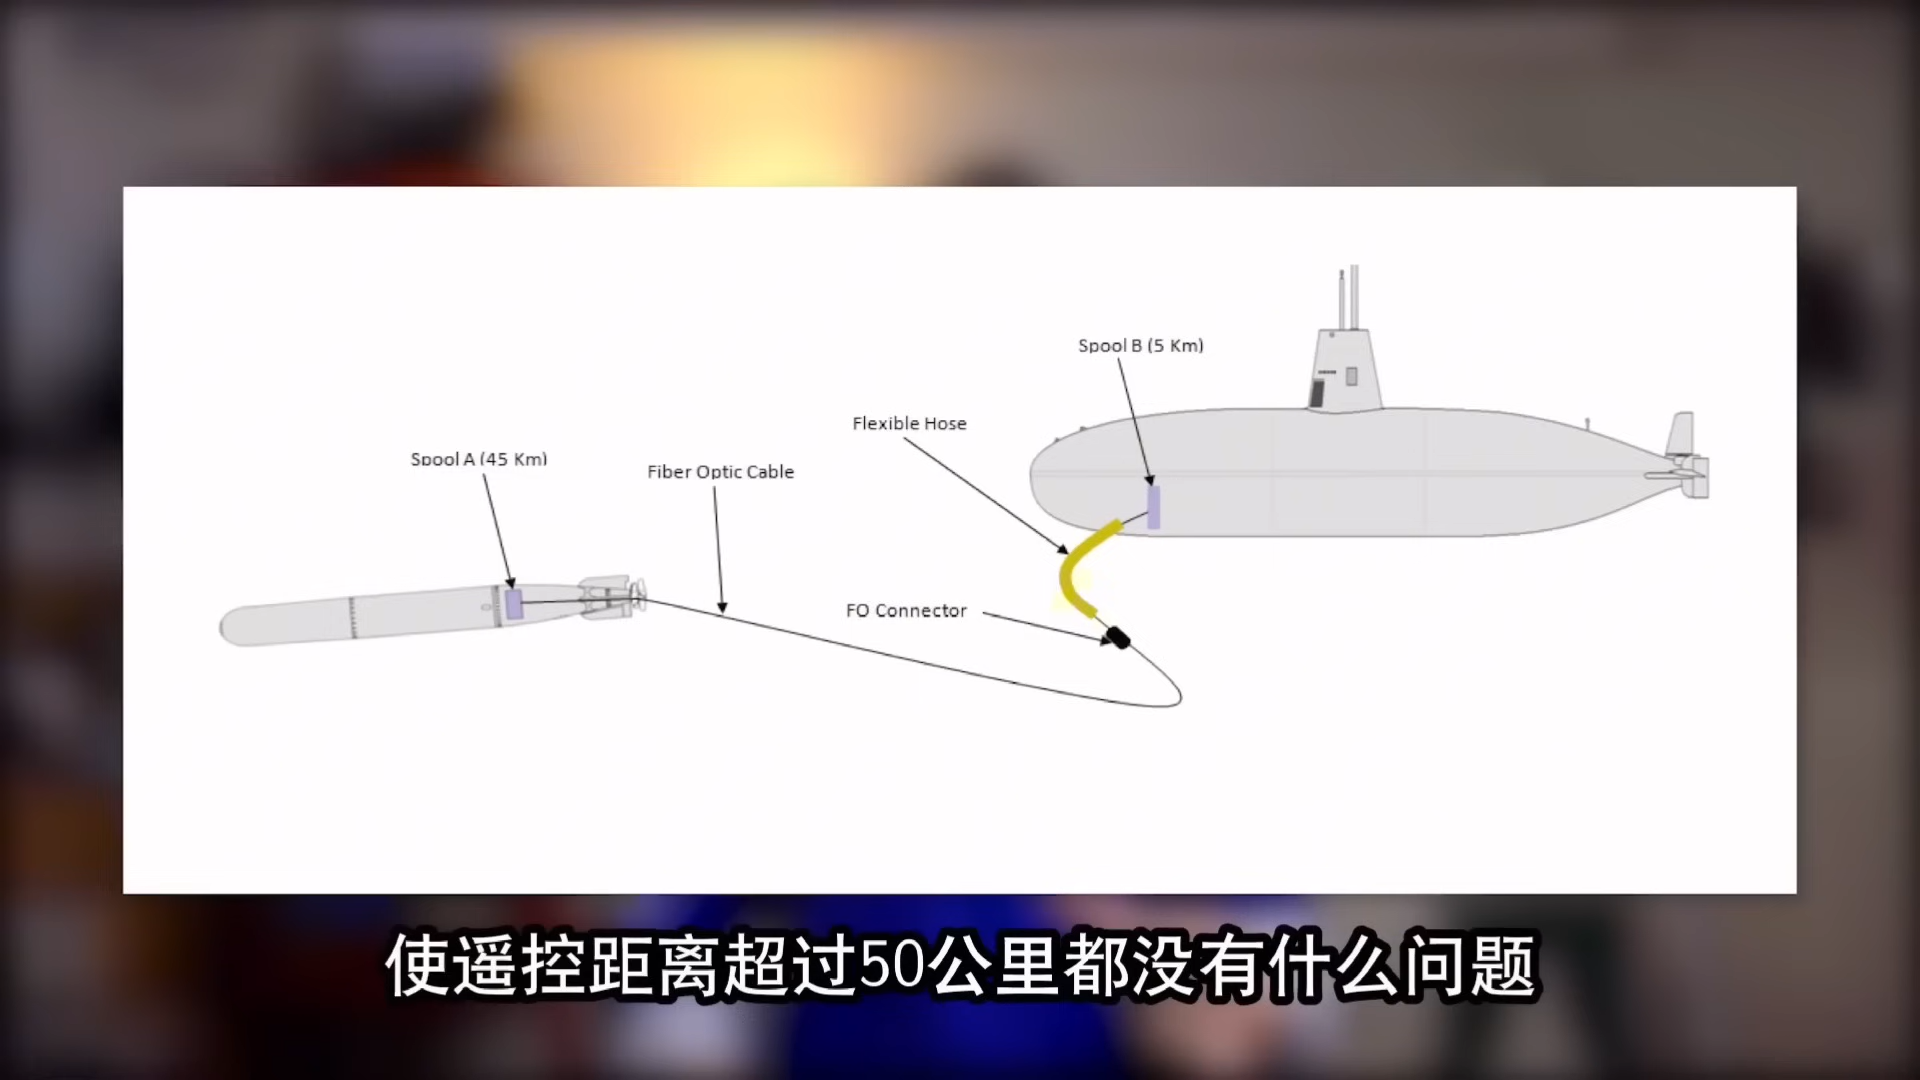 Spool B (5 Km)
Flexible Hose
Spool A (45 Km)
Fiber Optic Cable
FO Connector
使遥控距离超过50公里都没有什么问题